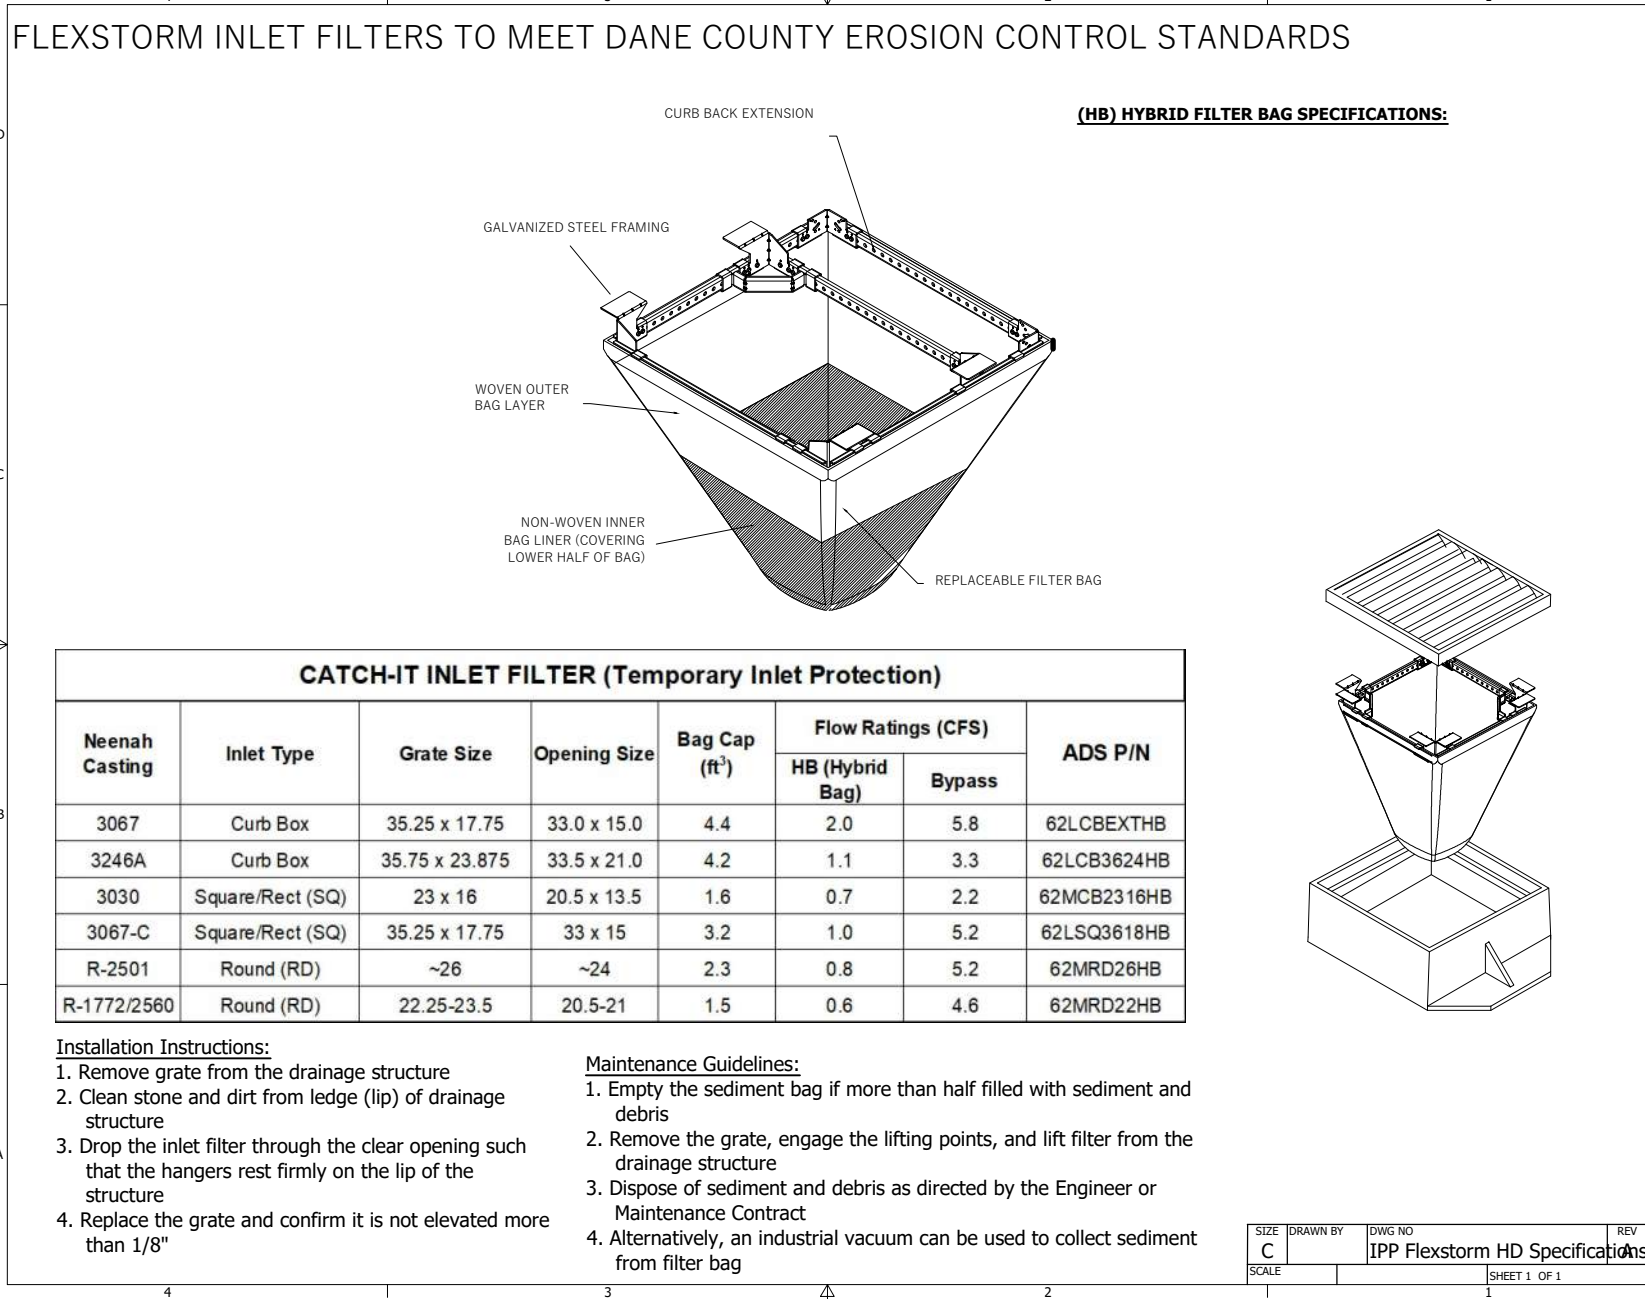 FLEXSTORM INLET FILTERS TO MEET DANE COUNTY EROSION CONTROL STANDARDS
CURB BACK EXTENSION
(HB) HYBRID FILTER BAG SPECIFICATIONS:
GALVANIZED STEEL FRAMING
WOVEN OUTER
BAG LAYER
NON-WOVEN INNER
BAG LINER (COVERING
LOWER HALF OF BAG)
REPLACEABLE FILTER BAG
CATCH-IT INLET FILTER (Temporary Inlet Protection)
Neenah Casting Inlet Type Grate Size Opening Size Bag Cap (ft³) Flow Ratings (CFS) ADS P/N
HB (Hybrid Bag) Bypass
3067 Curb Box 35.25 x 17.75 33.0 x 15.0 4.4 2.0 5.8 62LCBEXTHB
3246A Curb Box 35.75 x 23.875 33.5 x 21.0 4.2 1.1 3.3 62LCB3624HB
3030 Square/Rect (SQ) 23 x 16 20.5 x 13.5 1.6 0.7 2.2 62MCB2316HB
3067-C Square/Rect (SQ) 35.25 x 17.75 33 x 15 3.2 1.0 5.2 62LSQ3618HB
R-2501 Round (RD) ~26 ~24 2.3 0.8 5.2 62MRD26HB
R-1772/2560 Round (RD) 22.25-23.5 20.5-21 1.5 0.6 4.6 62MRD22HB
Installation Instructions:
1. Remove grate from the drainage structure
2. Clean stone and dirt from ledge (lip) of drainage
structure
3. Drop the inlet filter through the clear opening such
that the hangers rest firmly on the lip of the
structure
4. Replace the grate and confirm it is not elevated more
than 1/8"
Maintenance Guidelines:
1. Empty the sediment bag if more than half filled with sediment and
debris
2. Remove the grate, engage the lifting points, and lift filter from the
drainage structure
3. Dispose of sediment and debris as directed by the Engineer or
Maintenance Contract
4. Alternatively, an industrial vacuum can be used to collect sediment
from filter bag
SIZE DRAWN BY DWG NO REV
C IPP Flexstorm HD Specifications A
SCALE SHEET 1 OF 1
4 3 2 1